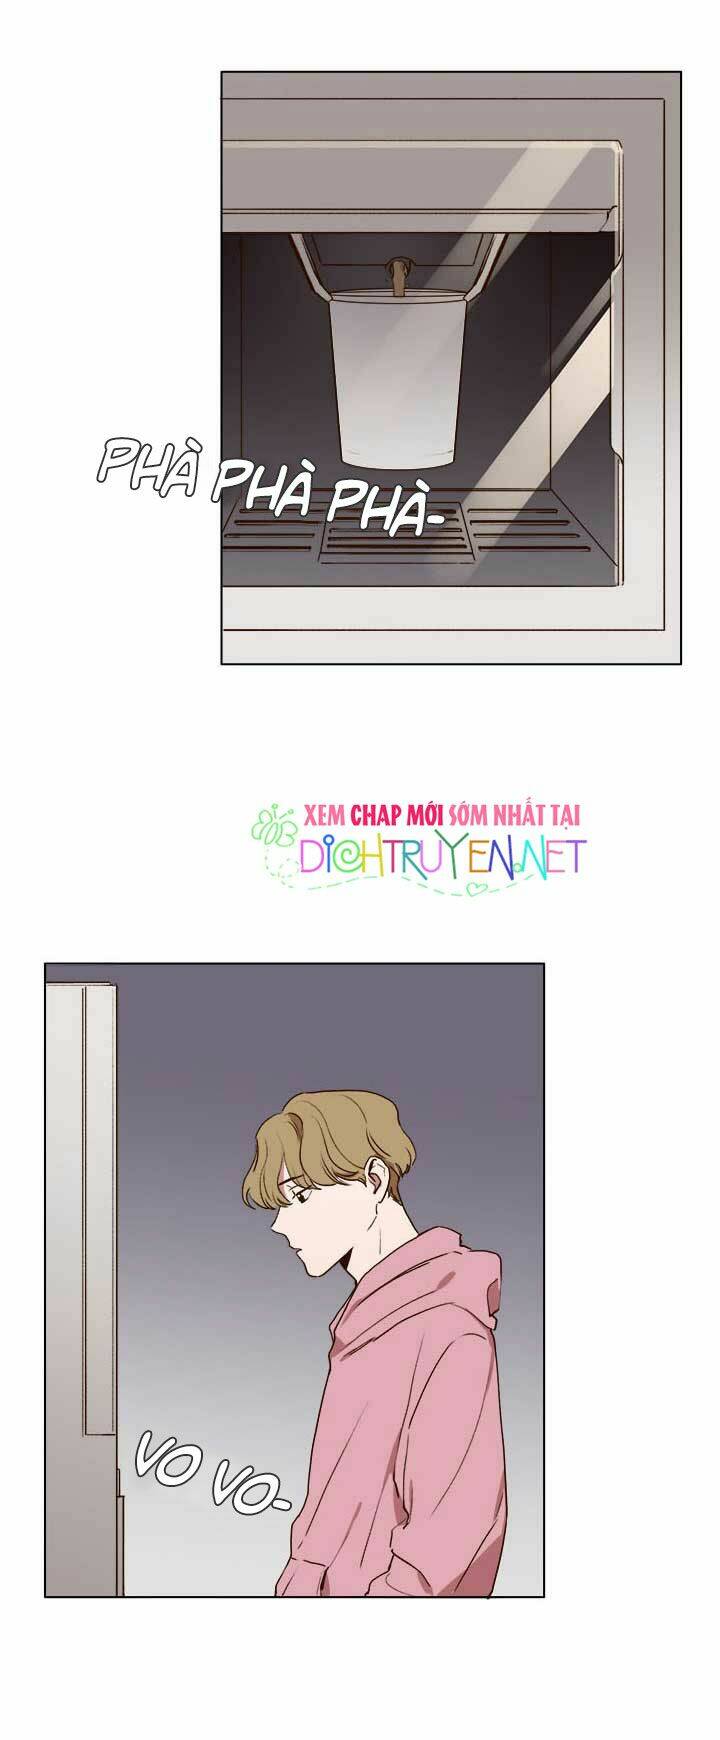 PHÀ PHÀ PHÀ-
XEM CHAP MỚI SỚM NHẤT TẠI
DICHTRUYEN.NET
VO VO-